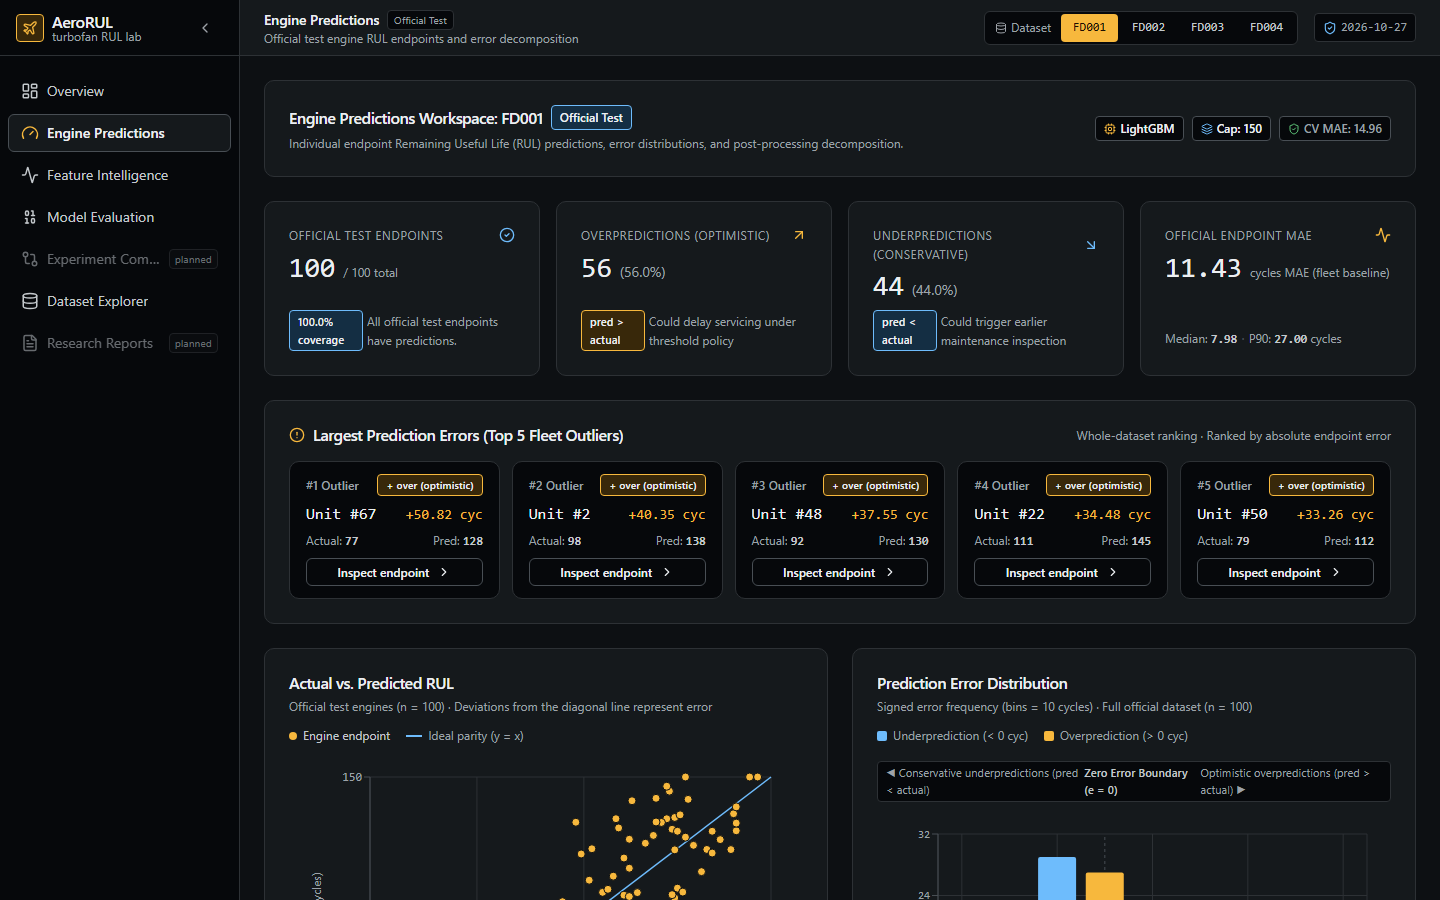 AeroRUL
turbofan RUL lab
Overview
Engine Predictions
Feature Intelligence
01
10
Model Evaluation
Experiment Com... planned
Dataset Explorer
Research Reports planned
Engine Predictions Official Test
Official test engine RUL endpoints and error decomposition
Dataset FD001 FD002 FD003 FD004
2026-10-27
Engine Predictions Workspace: FD001 Official Test
Individual endpoint Remaining Useful Life (RUL) predictions, error distributions, and post-processing decomposition.
LightGBM Cap: 150 CV MAE: 14.96
OFFICIAL TEST ENDPOINTS
100 / 100 total
100.0% coverage
All official test endpoints
have predictions.
OVERPREDICTIONS (OPTIMISTIC)
56 (56.0%)
pred > actual
Could delay servicing under
threshold policy
UNDERPREDICTIONS
(CONSERVATIVE)
44 (44.0%)
pred < actual
Could trigger earlier
maintenance inspection
OFFICIAL ENDPOINT MAE
11.43 cycles MAE (fleet baseline)
Median: 7.98 · P90: 27.00 cycles
Largest Prediction Errors (Top 5 Fleet Outliers)
Whole-dataset ranking · Ranked by absolute endpoint error
#1 Outlier + over (optimistic)
Unit #67 +50.82 cyc
Actual: 77 Pred: 128
Inspect endpoint
#2 Outlier + over (optimistic)
Unit #2 +40.35 cyc
Actual: 98 Pred: 138
Inspect endpoint
#3 Outlier + over (optimistic)
Unit #48 +37.55 cyc
Actual: 92 Pred: 130
Inspect endpoint
#4 Outlier + over (optimistic)
Unit #22 +34.48 cyc
Actual: 111 Pred: 145
Inspect endpoint
#5 Outlier + over (optimistic)
Unit #50 +33.26 cyc
Actual: 79 Pred: 112
Inspect endpoint
Actual vs. Predicted RUL
Official test engines (n = 100) · Deviations from the diagonal line represent error
Engine endpoint Ideal parity (y = x)
150
ycles)
Prediction Error Distribution
Signed error frequency (bins = 10 cycles) · Full official dataset (n = 100)
Underprediction (< 0 cyc) Overprediction (> 0 cyc)
◀ Conservative underpredictions (pred
< actual)
Zero Error Boundary
(e = 0)
Optimistic overpredictions (pred >
actual) ▶
32
24